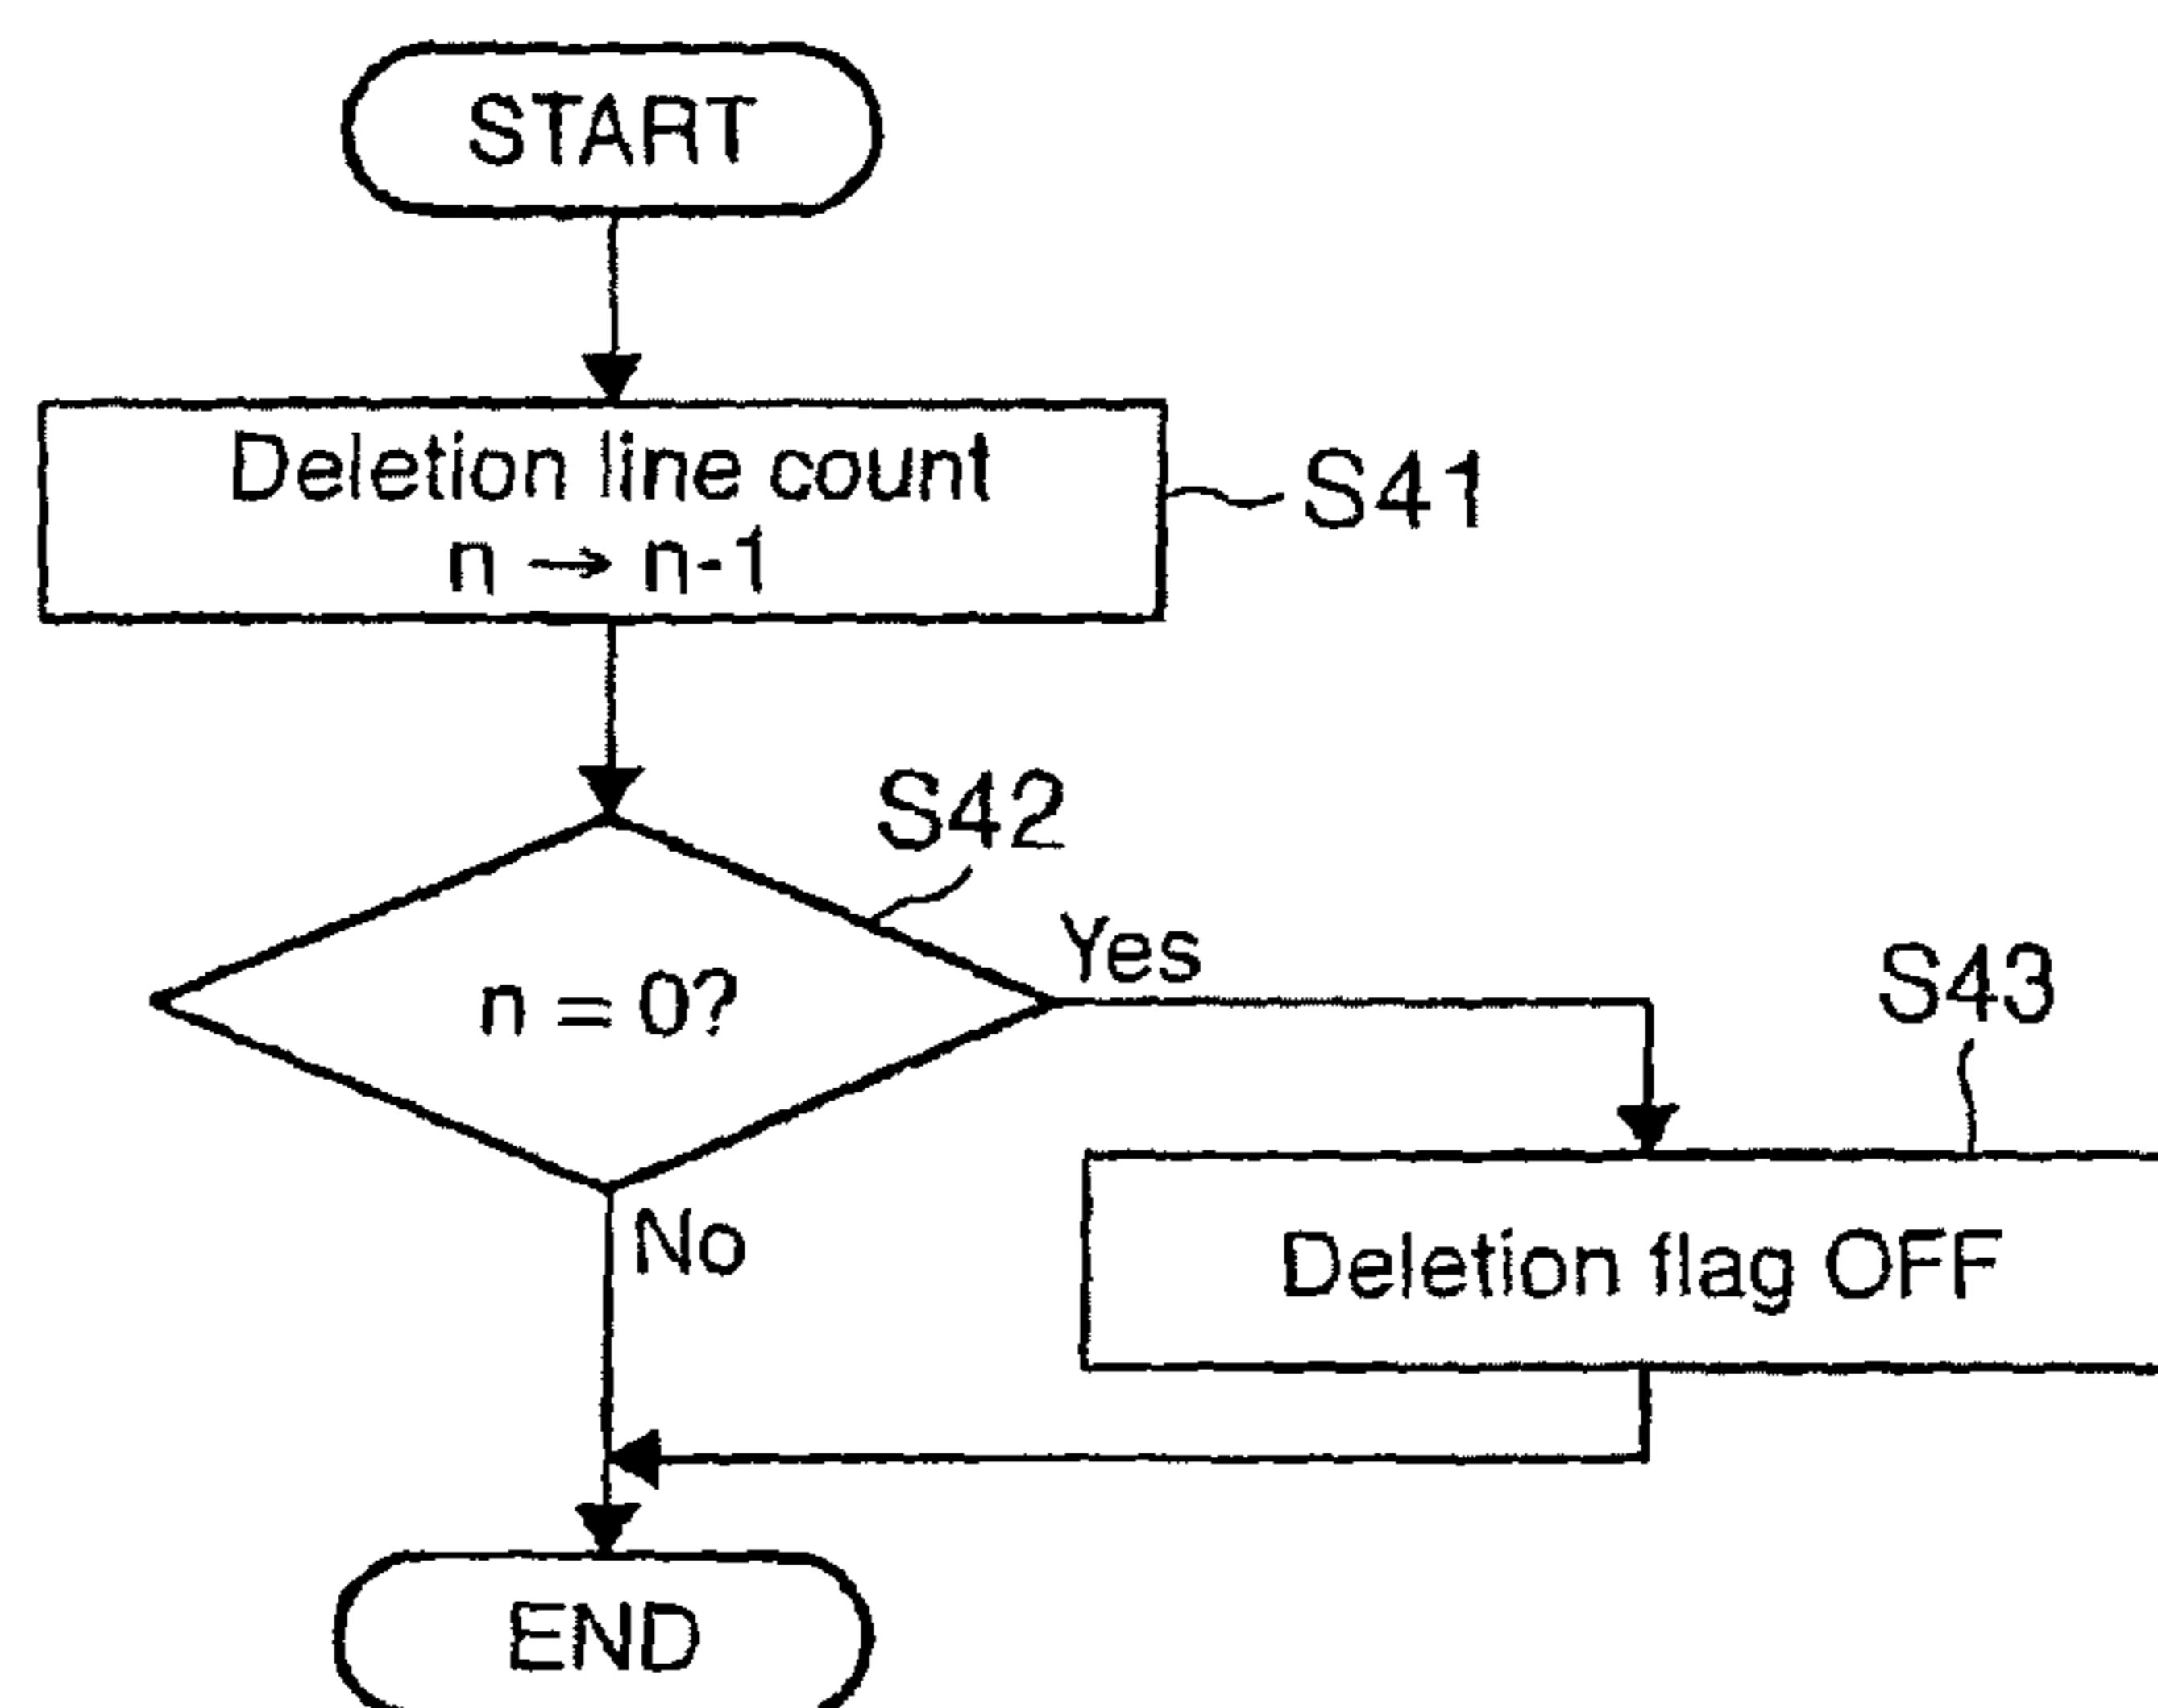 START
Deletion line count
n → n-1
S41
S42
n = 0?
Yes
S43
No
Deletion flag OFF
END